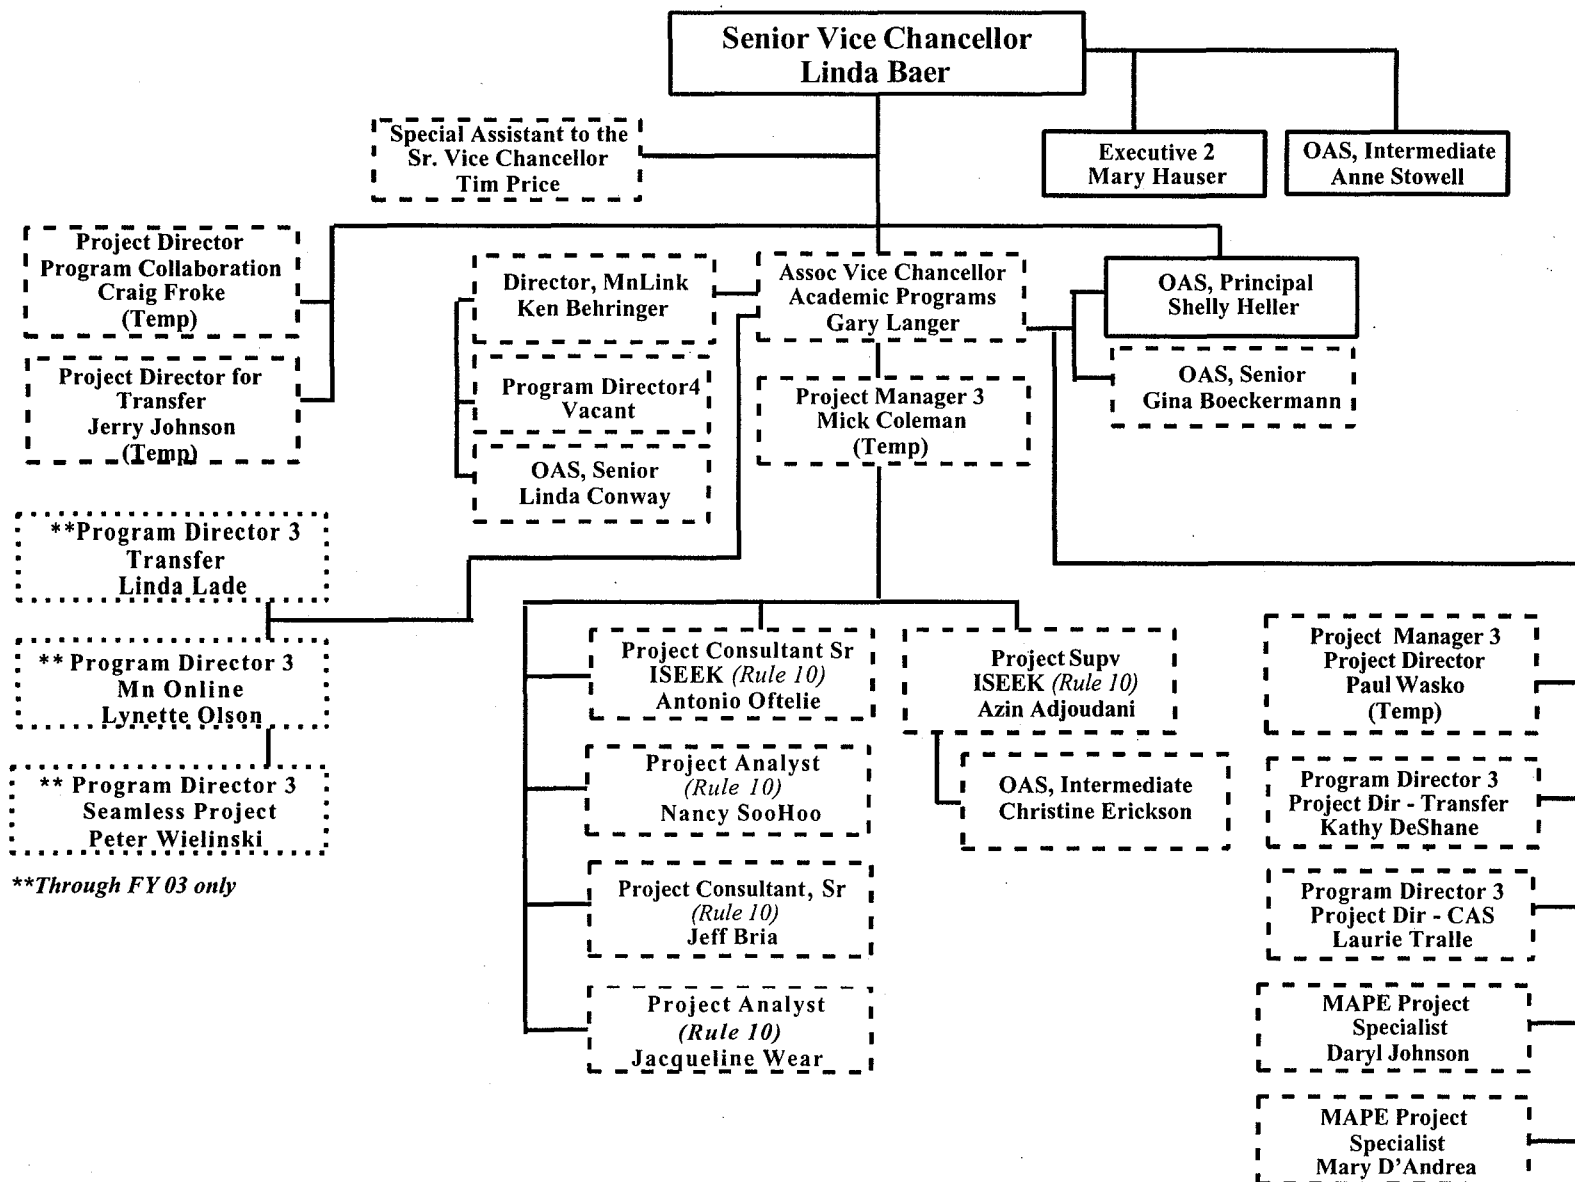 Senior Vice Chancellor
Linda Baer
Special Assistant to the
Sr. Vice Chancellor
Tim Price
Executive 2
Mary Hauser
OAS, Intermediate
Anne Stowell
Project Director
Program Collaboration
Craig Froke
(Temp)
Director, MnLink
Ken Behringer
Assoc Vice Chancellor
Academic Programs
Gary Langer
OAS, Principal
Shelly Heller
Project Director for
Transfer
Jerry Johnson
(Temp)
Program Director4
Vacant
Project Manager 3
Mick Coleman
(Temp)
OAS, Senior
Gina Boeckermann
OAS, Senior
Linda Conway
**Program Director 3
Transfer
Linda Lade
** Program Director 3
Mn Online
Lynette Olson
** Program Director 3
Seamless Project
Peter Wielinski
**Through FY 03 only
Project Consultant Sr
ISEEK (Rule 10)
Antonio Oftelie
Project Supv
ISEEK (Rule 10)
Azin Adjoudani
Project Analyst
(Rule 10)
Nancy SooHoo
OAS, Intermediate
Christine Erickson
Project Consultant, Sr
(Rule 10)
Jeff Bria
Project Analyst
(Rule 10)
Jacqueline Wear
Project Manager 3
Project Director
Paul Wasko
(Temp)
Program Director 3
Project Dir - Transfer
Kathy DeShane
Program Director 3
Project Dir - CAS
Laurie Tralle
MAPE Project
Specialist
Daryl Johnson
MAPE Project
Specialist
Mary D'Andrea